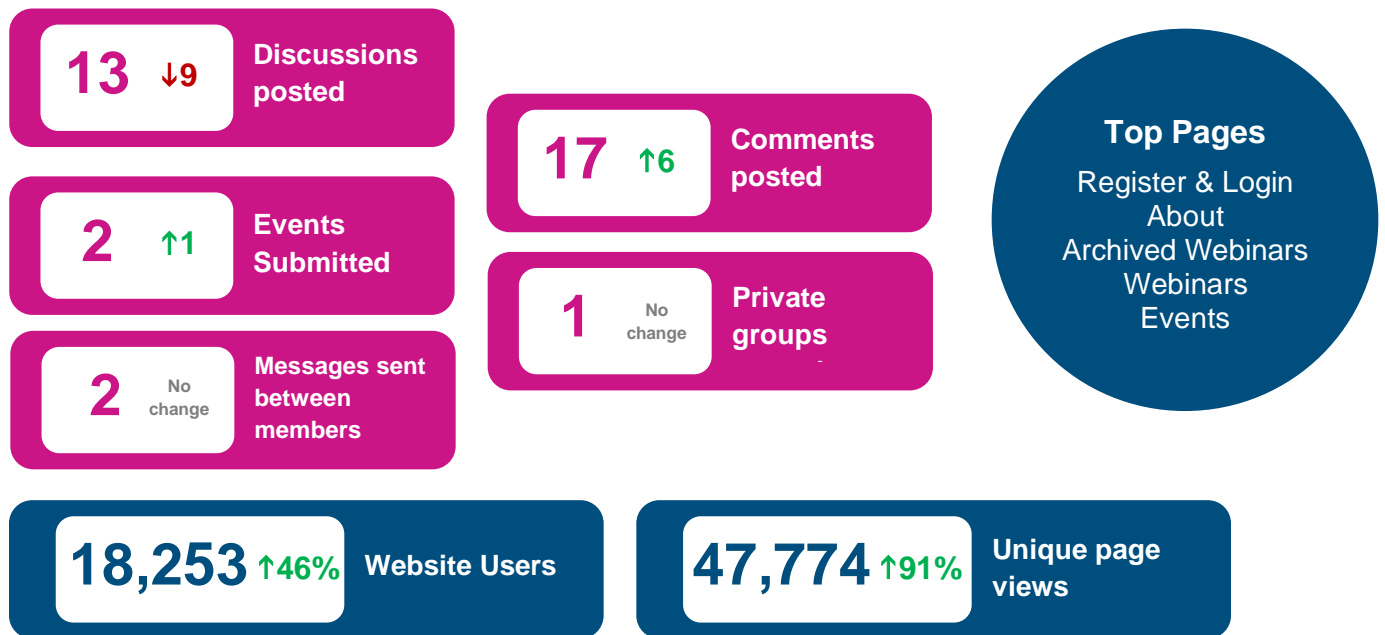 13 ↓9
Discussions
posted
2 ↑1
Events
Submitted
2 No
change
Messages sent
between
members
17 ↑6
Comments
posted
1 No
change
Private
groups
Top Pages
Register & Login
About
Archived Webinars
Webinars
Events
18,253 ↑46% Website Users
47,774 ↑91%
Unique page
views